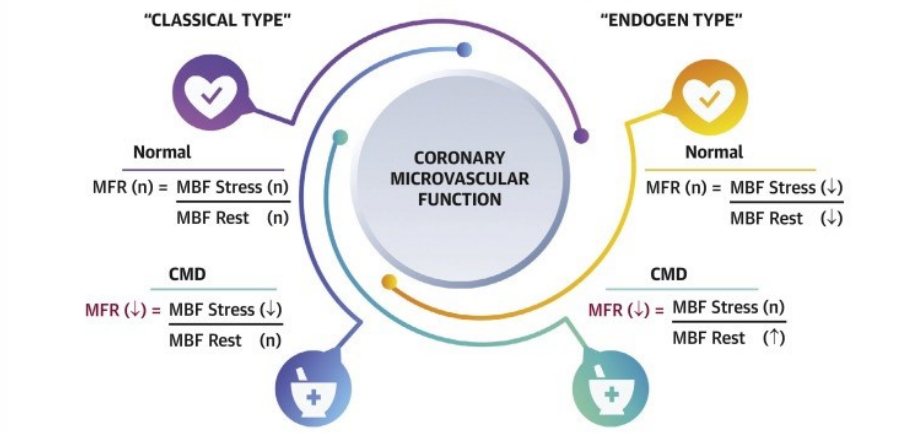 “CLASSICAL TYPE”
“ENDOGEN TYPE”
CORONARY
MICROVASCULAR
FUNCTION
Normal
MFR (n) = MBF Stress (n)
MBF Rest (n)
CMD
MFR (↓) = MBF Stress (↓)
MBF Rest (n)
Normal
MFR (n) = MBF Stress (↓)
MBF Rest (↓)
CMD
MFR (↓) = MBF Stress (n)
MBF Rest (↑)